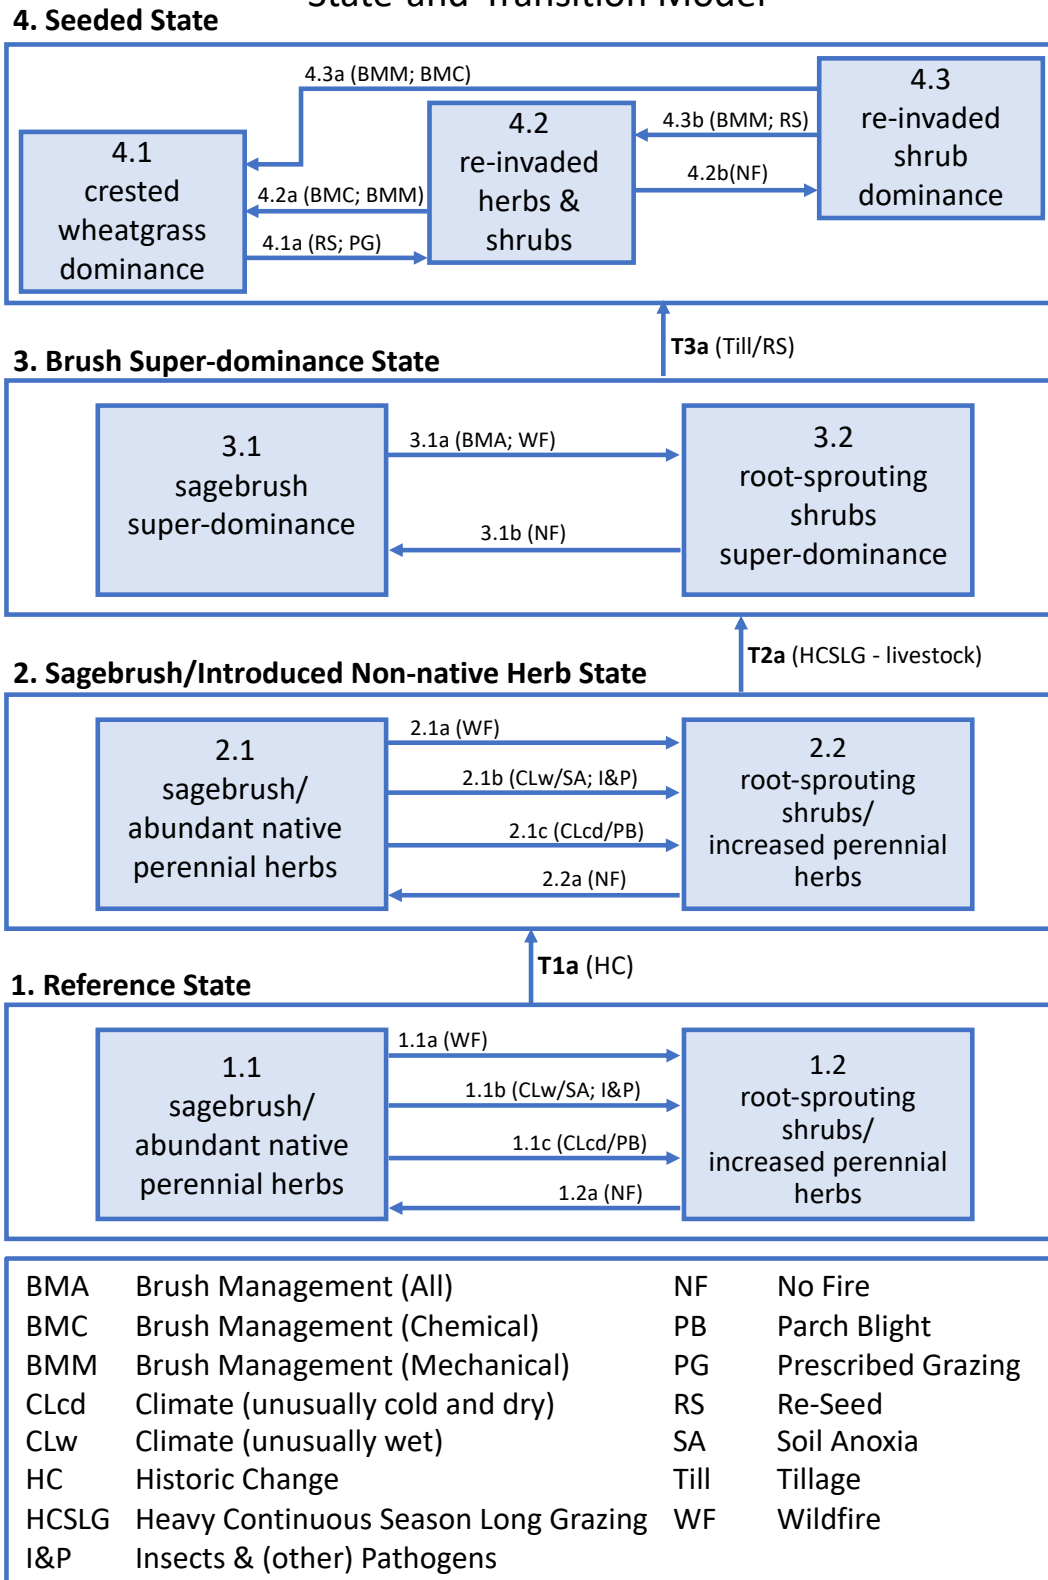 State and Transition Model
4. Seeded State
4.3a (BMM; BMC)
4.1
crested
wheatgrass
dominance
4.2
re-invaded
herbs &
shrubs
4.3
re-invaded
shrub
dominance
4.3b (BMM; RS)
4.2b(NF)
4.2a (BMC; BMM)
4.1a (RS; PG)
T3a (Till/RS)
3. Brush Super-dominance State
3.1
sagebrush
super-dominance
3.1a (BMA; WF)
3.1b (NF)
3.2
root-sprouting
shrubs
super-dominance
T2a (HCSLG - livestock)
2. Sagebrush/Introduced Non-native Herb State
2.1
sagebrush/
abundant native
perennial herbs
2.1a (WF)
2.1b (CLw/SA; I&P)
2.1c (CLcd/PB)
2.2a (NF)
2.2
root-sprouting
shrubs/
increased perennial
herbs
T1a (HC)
1. Reference State
1.1
sagebrush/
abundant native
perennial herbs
1.1a (WF)
1.1b (CLw/SA; I&P)
1.1c (CLcd/PB)
1.2a (NF)
1.2
root-sprouting
shrubs/
increased perennial
herbs
BMA Brush Management (All)
BMC Brush Management (Chemical)
BMM Brush Management (Mechanical)
CLcd Climate (unusually cold and dry)
CLw Climate (unusually wet)
HC Historic Change
HCSLG Heavy Continuous Season Long Grazing
I&P Insects & (other) Pathogens
NF No Fire
PB Parch Blight
PG Prescribed Grazing
RS Re-Seed
SA Soil Anoxia
Till Tillage
WF Wildfire